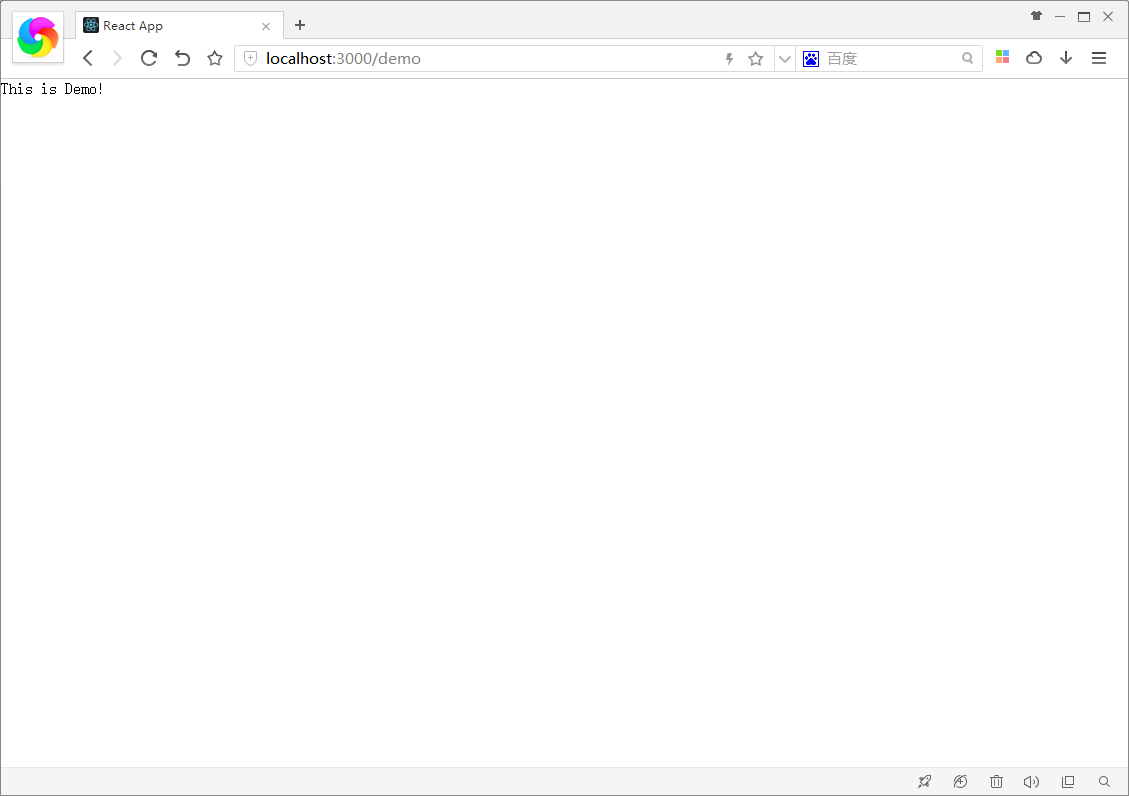 React App
localhost:3000/demo
百度
This is Demo!